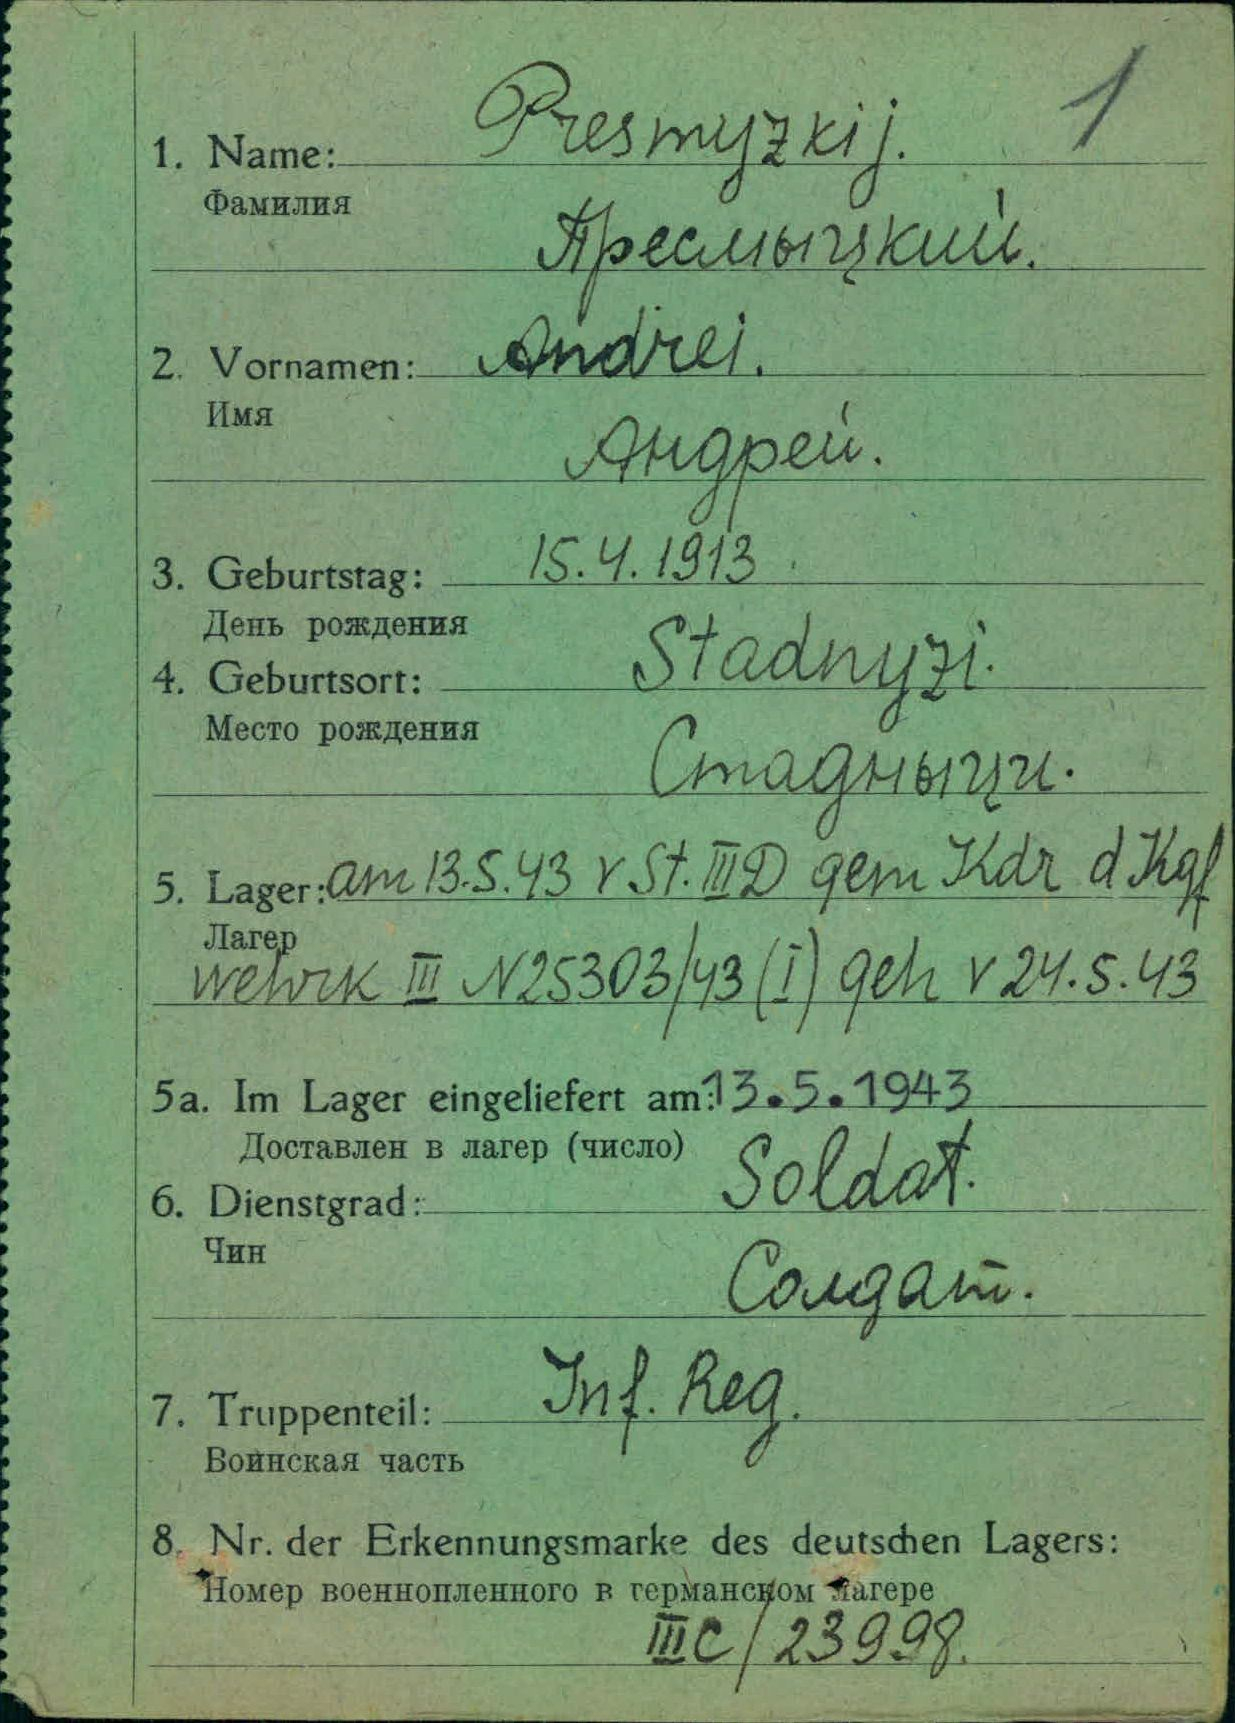 1
1. Name: Presmyzkij.
Фамилия
Пресмыцкий.
2. Vornamen: Andrei.
Имя
Андрей.
3. Geburtstag: 15.4.1913
День рождения
4. Geburtsort: Stadnyzi.
Место рождения
Стадныци.
5. Lager: am 13.5.43 v St. III D gem Kdr d Kgf
Лагер
wehrk III N25303/43 (I) geh v 24.5.43
5a. Im Lager eingeliefert am: 13.5.1943
Доставлен в лагер (число)
6. Dienstgrad: Soldat.
Чин
Солдат.
7. Truppenteil: Inf. Reg.
Воинская часть
8. Nr. der Erkennungsmarke des deutschen Lagers:
Номер военнопленного в германском лагере
III C/23998.